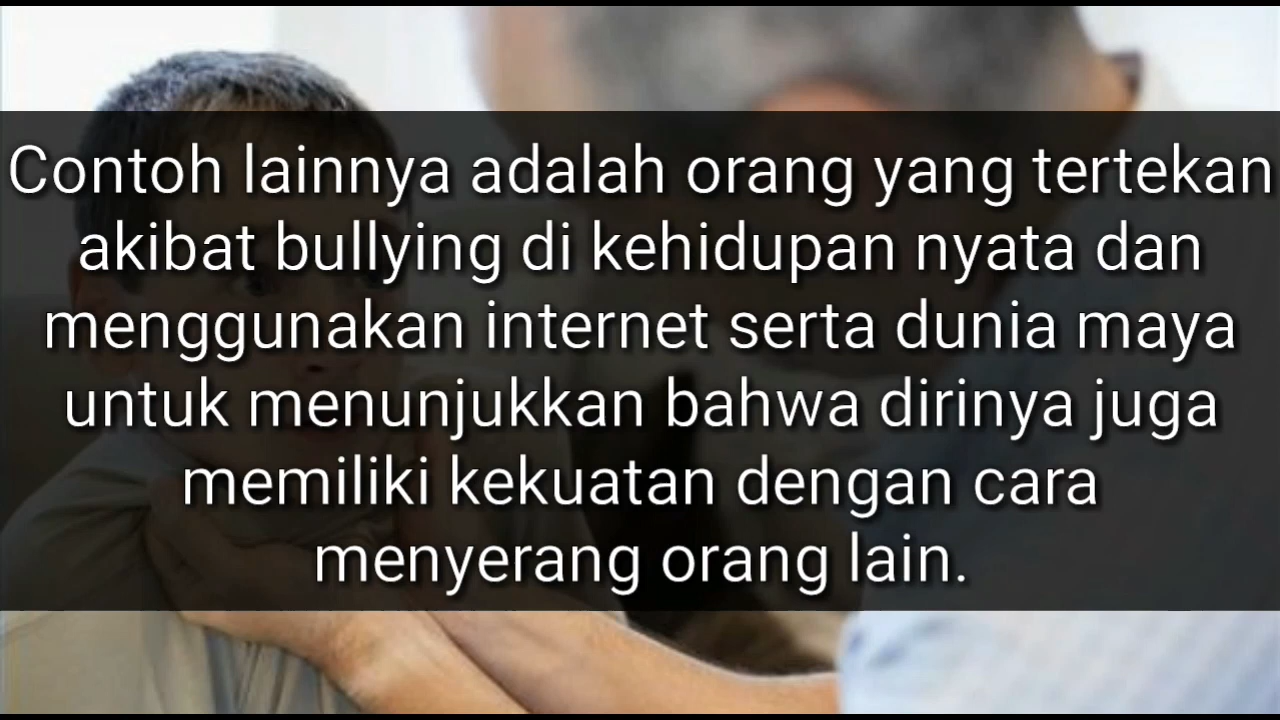 Contoh lainnya adalah orang yang tertekan
akibat bullying di kehidupan nyata dan
menggunakan internet serta dunia maya
untuk menunjukkan bahwa dirinya juga
memiliki kekuatan dengan cara
menyerang orang lain.